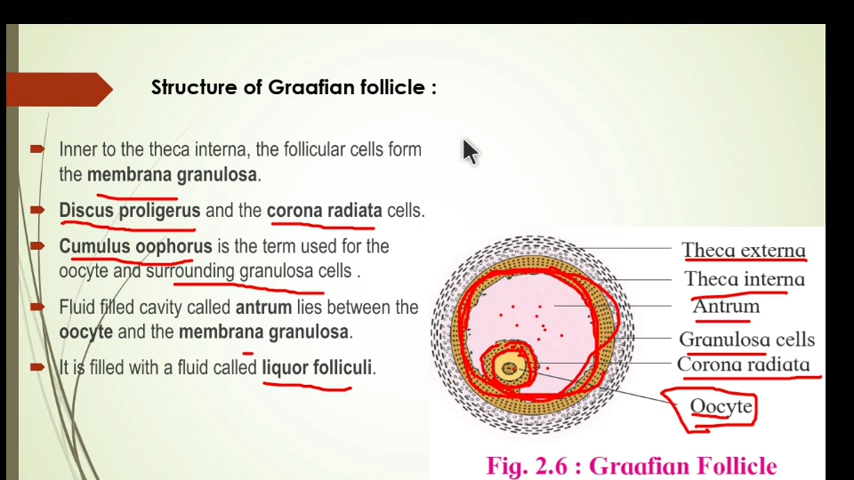 Structure of Graafian follicle :
Inner to the theca interna, the follicular cells form
the membrana granulosa.
Discus proligerus and the corona radiata cells.
Cumulus oophorus is the term used for the
oocyte and surrounding granulosa cells .
Fluid filled cavity called antrum lies between the
oocyte and the membrana granulosa.
It is filled with a fluid called liquor folliculi.
Theca externa
Theca interna
Antrum
Granulosa cells
Corona radiata
Oocyte
Fig. 2.6 : Graafian Follicle